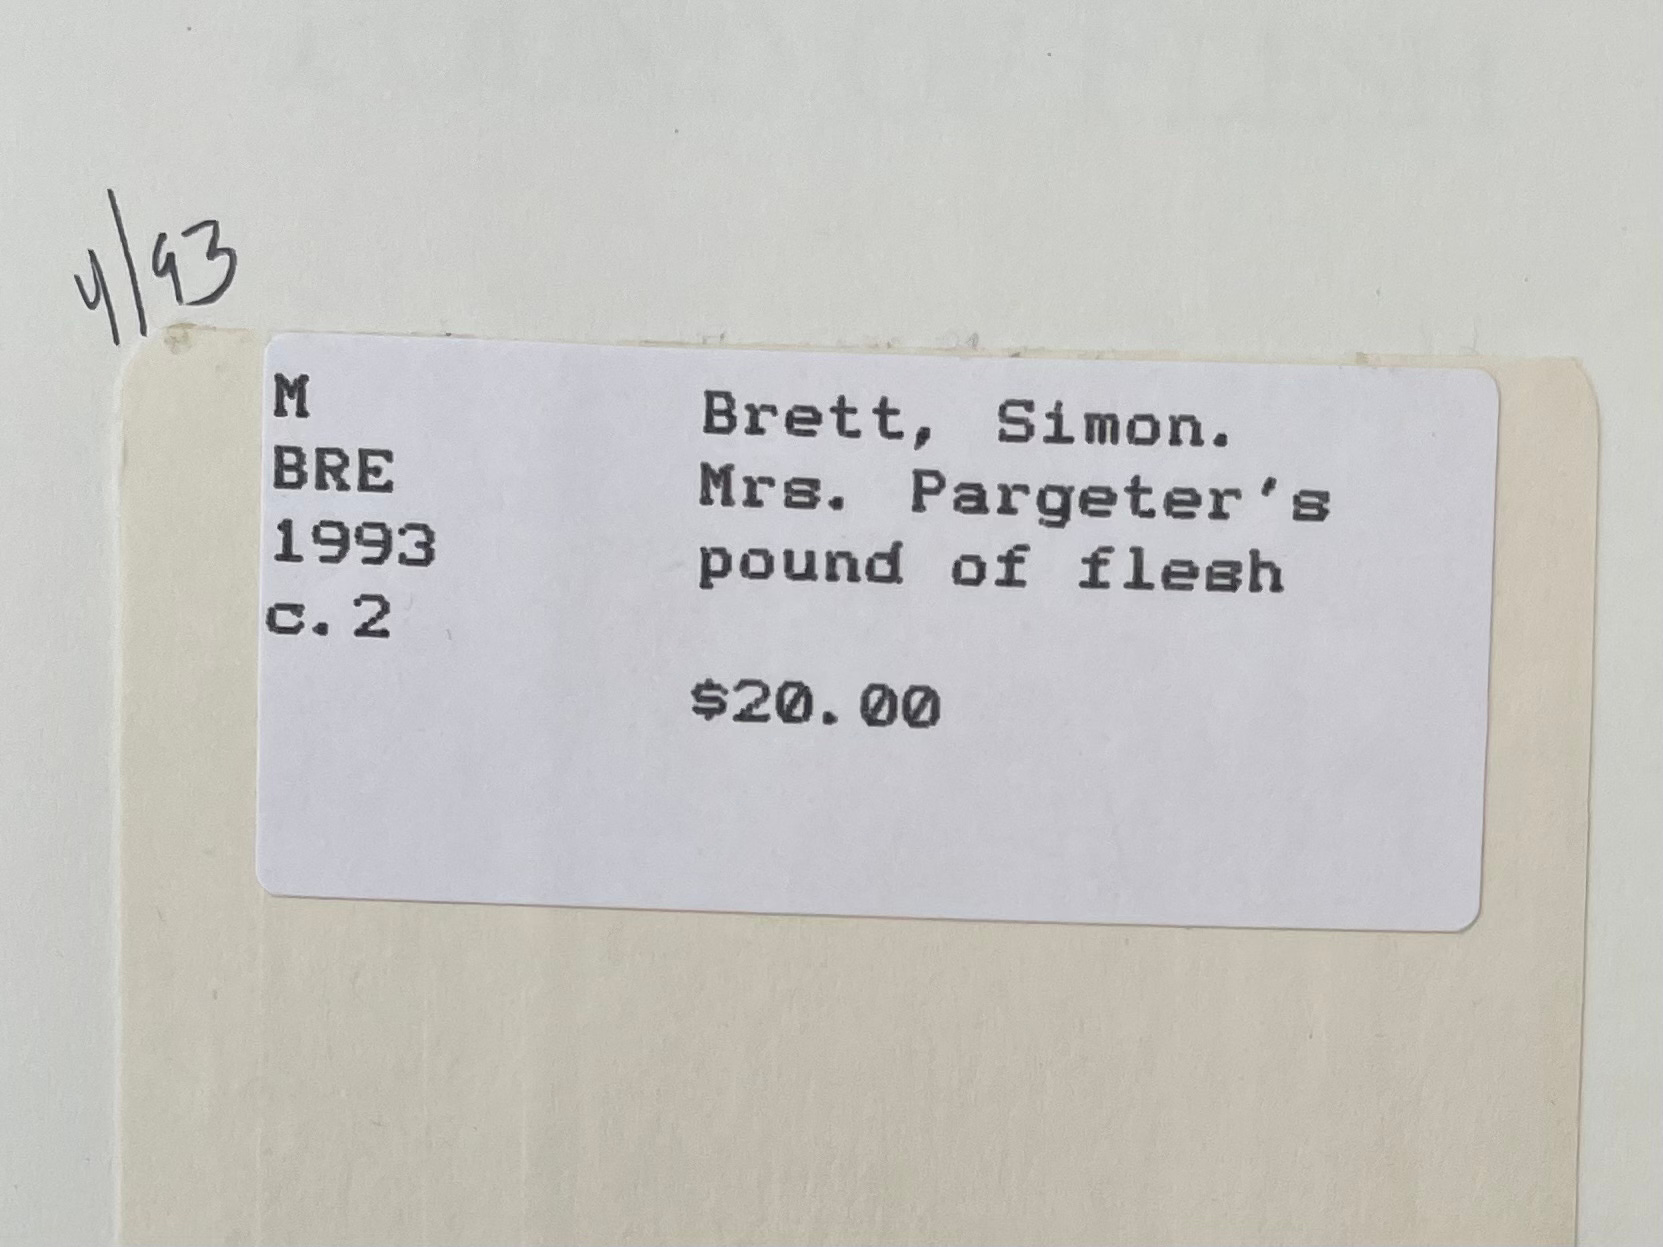 4/93
M
BRE
1993
c.2
Brett, Simon.
Mrs. Pargeter's
pound of flesh
$20.00